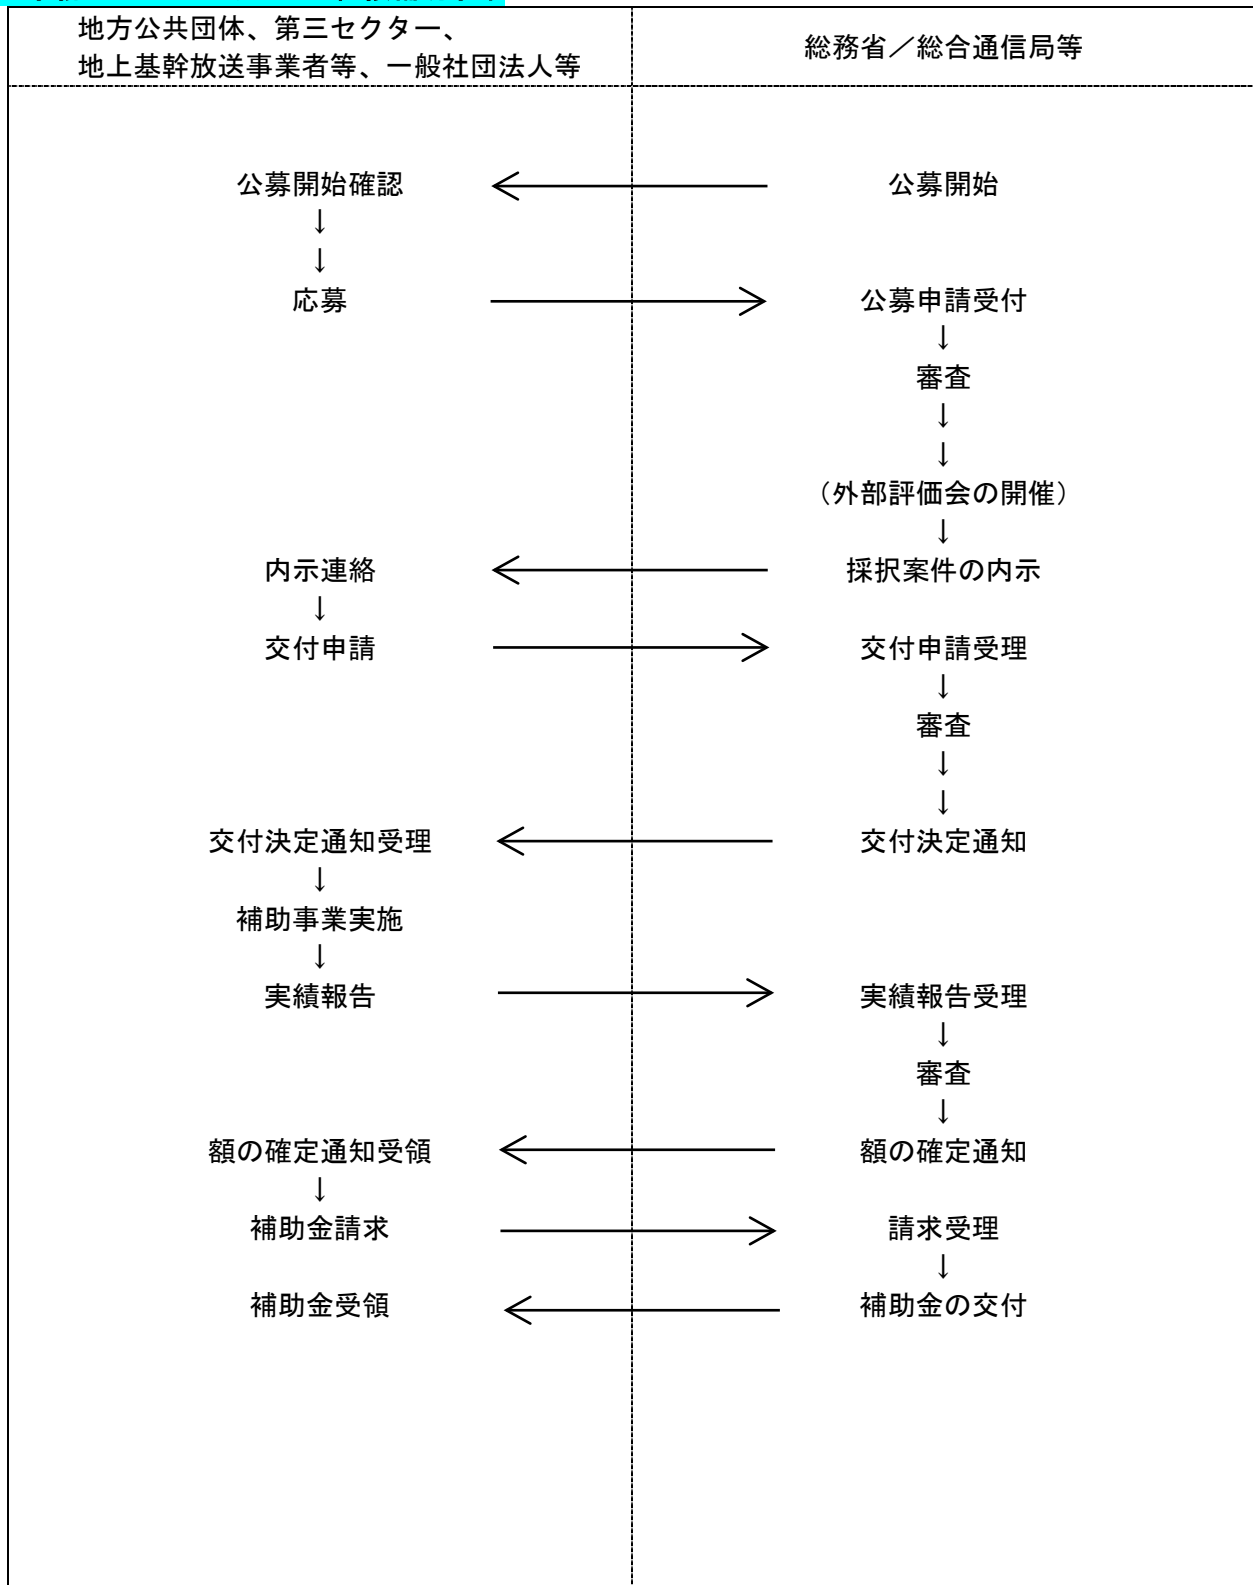 地方公共団体、第三セクター、
地上基幹放送事業者等、一般社団法人等
総務省／総合通信局等
公募開始確認
公募開始
↓
↓
応募
公募申請受付
↓
審査
↓
↓
（外部評価会の開催）
↓
内示連絡
採択案件の内示
↓
交付申請
交付申請受理
↓
審査
↓
↓
交付決定通知受理
交付決定通知
↓
補助事業実施
↓
実績報告
実績報告受理
↓
審査
↓
額の確定通知受領
額の確定通知
↓
補助金請求
請求受理
↓
補助金受領
補助金の交付